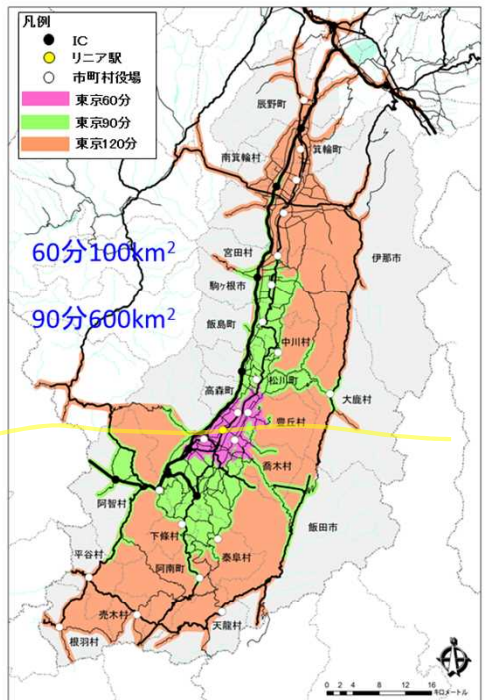 凡例
IC
リニア駅
市町村役場
東京60分
東京90分
東京120分
辰野町
箕輪町
南箕輪村
60分100km²
伊那市
宮田村
駒ヶ根市
90分600km²
飯島町
中川村
高森町
松川町
大鹿村
豊丘村
喬木村
阿智村
飯田市
下條村
泰阜村
平谷村
阿南町
売木村
天龍村
根羽村
0 2 4 8 12 16
キロメートル